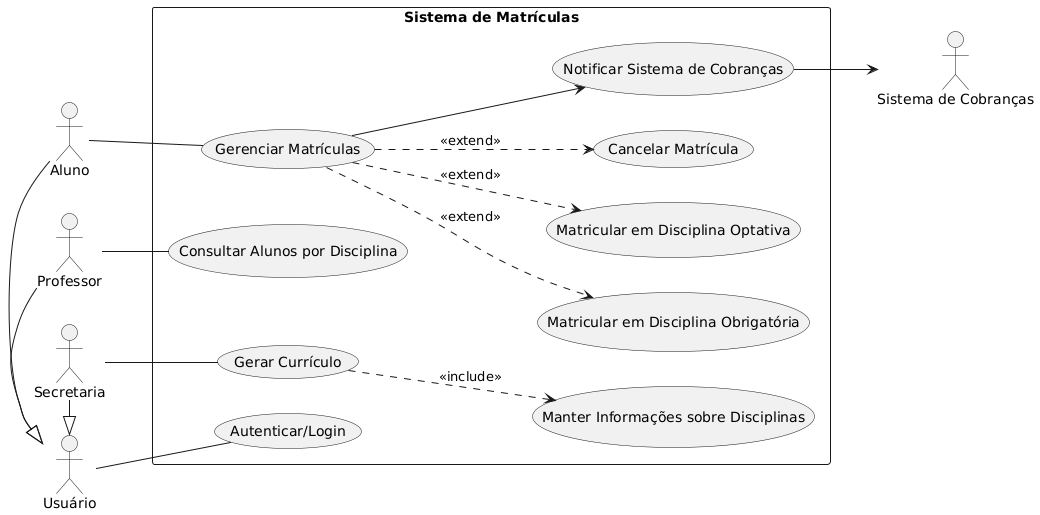 Sistema de Matrículas
Notificar Sistema de Cobranças
Sistema de Cobranças
«extend»
Gerenciar Matrículas
Cancelar Matrícula
Aluno
«extend»
«extend»
Matricular em Disciplina Optativa
Consultar Alunos por Disciplina
Professor
Matricular em Disciplina Obrigatória
Gerar Currículo
«include»
Secretaria
Manter Informações sobre Disciplinas
Autenticar/Login
Usuário